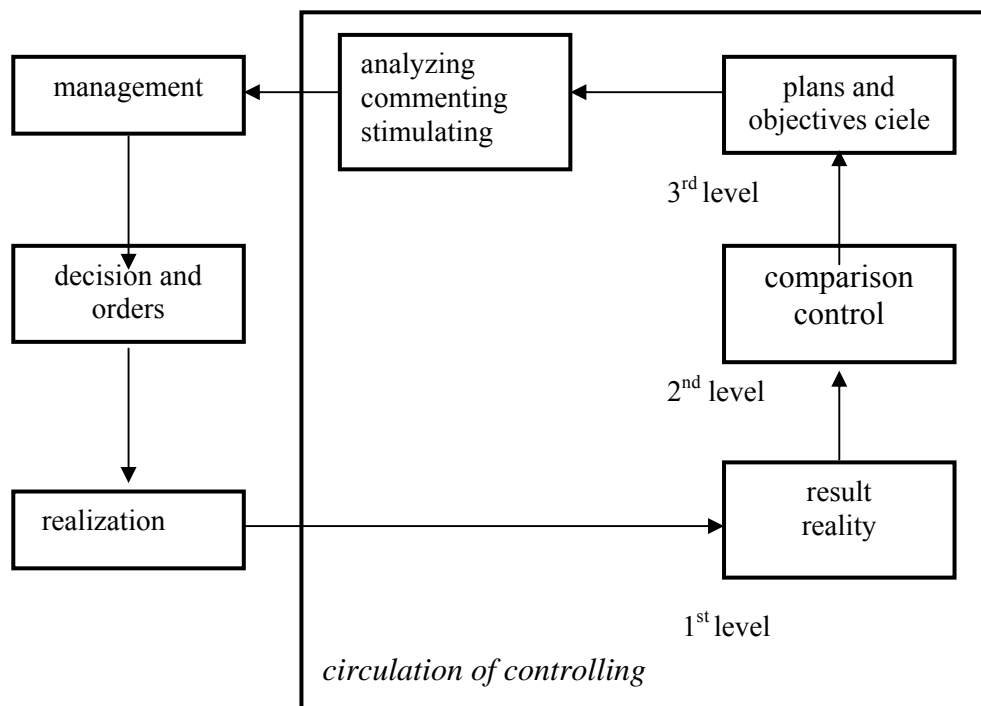 management
analyzing
commenting
stimulating
plans and
objectives ciele
3rd level
decision and
orders
comparison
control
2nd level
realization
result
reality
1st level
circulation of controlling